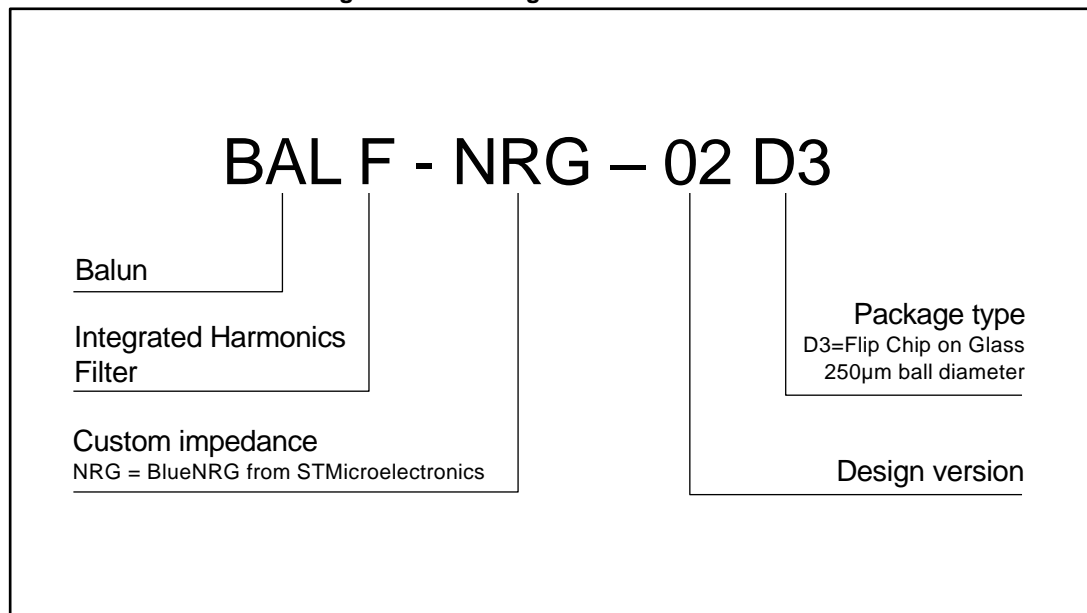 BAL F - NRG – 02 D3
Balun
Integrated Harmonics
Filter
Custom impedance
NRG = BlueNRG from STMicroelectronics
Package type
D3=Flip Chip on Glass
250µm ball diameter
Design version